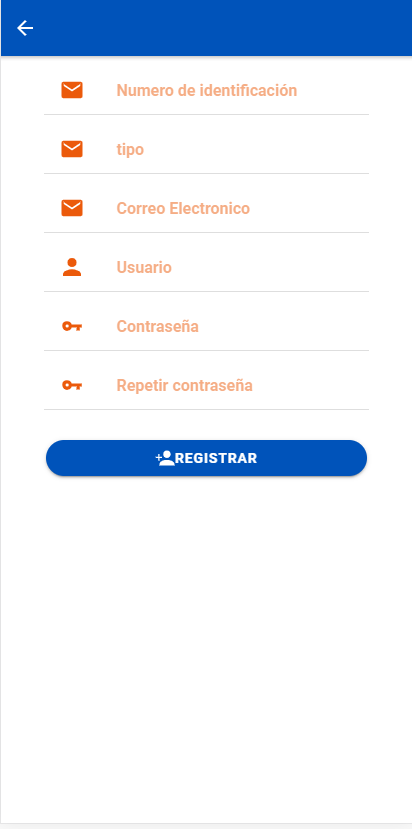 Numero de identificación
tipo
Correo Electronico
Usuario
Contraseña
Repetir contraseña
REGISTRAR